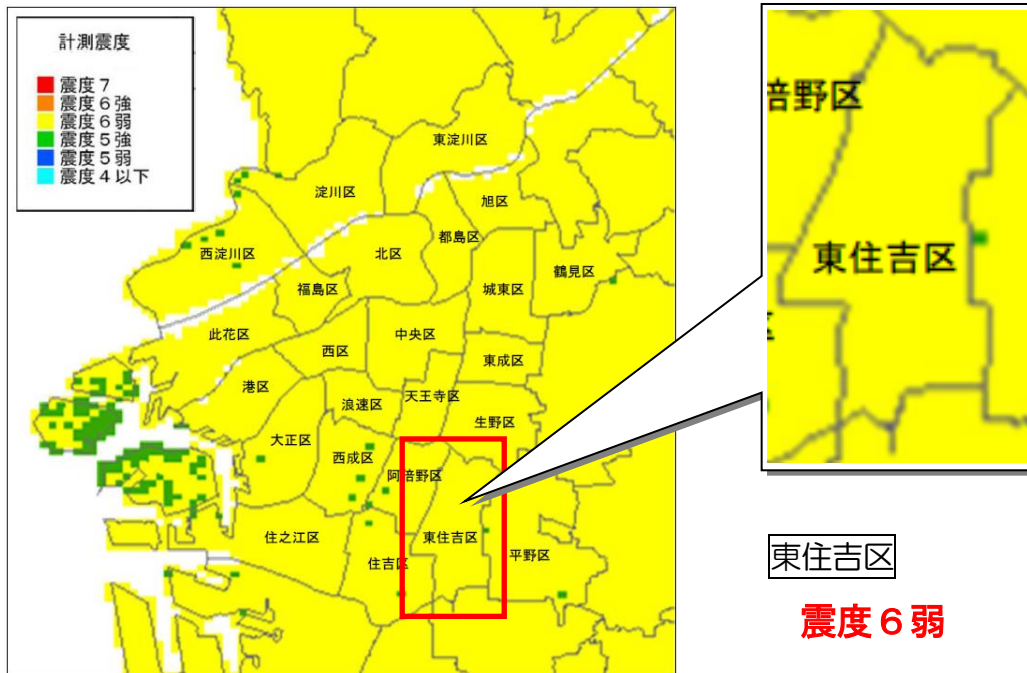 計測震度
震度７
震度６強
震度６弱
震度５強
震度５弱
震度４以下
東淀川区
淀川区
旭区
都島区
北区
西淀川区
鶴見区
城東区
福島区
此花区
中央区
西区
東成区
港区
天王寺区
浪速区
生野区
大正区
西成区
阿倍野区
住之江区
東住吉区
住吉区
平野区
倍野区
東住吉区
東住吉区
震度６弱